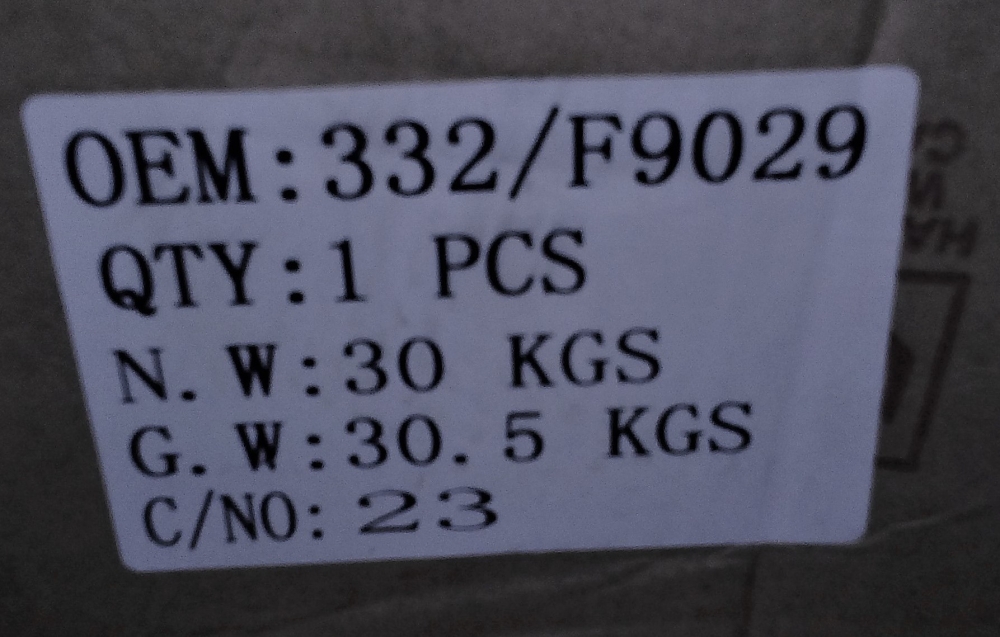 OEM:332/F9029
QTY:1 PCS
N.W:30 KGS
G.W:30.5 KGS
C/NO: 23